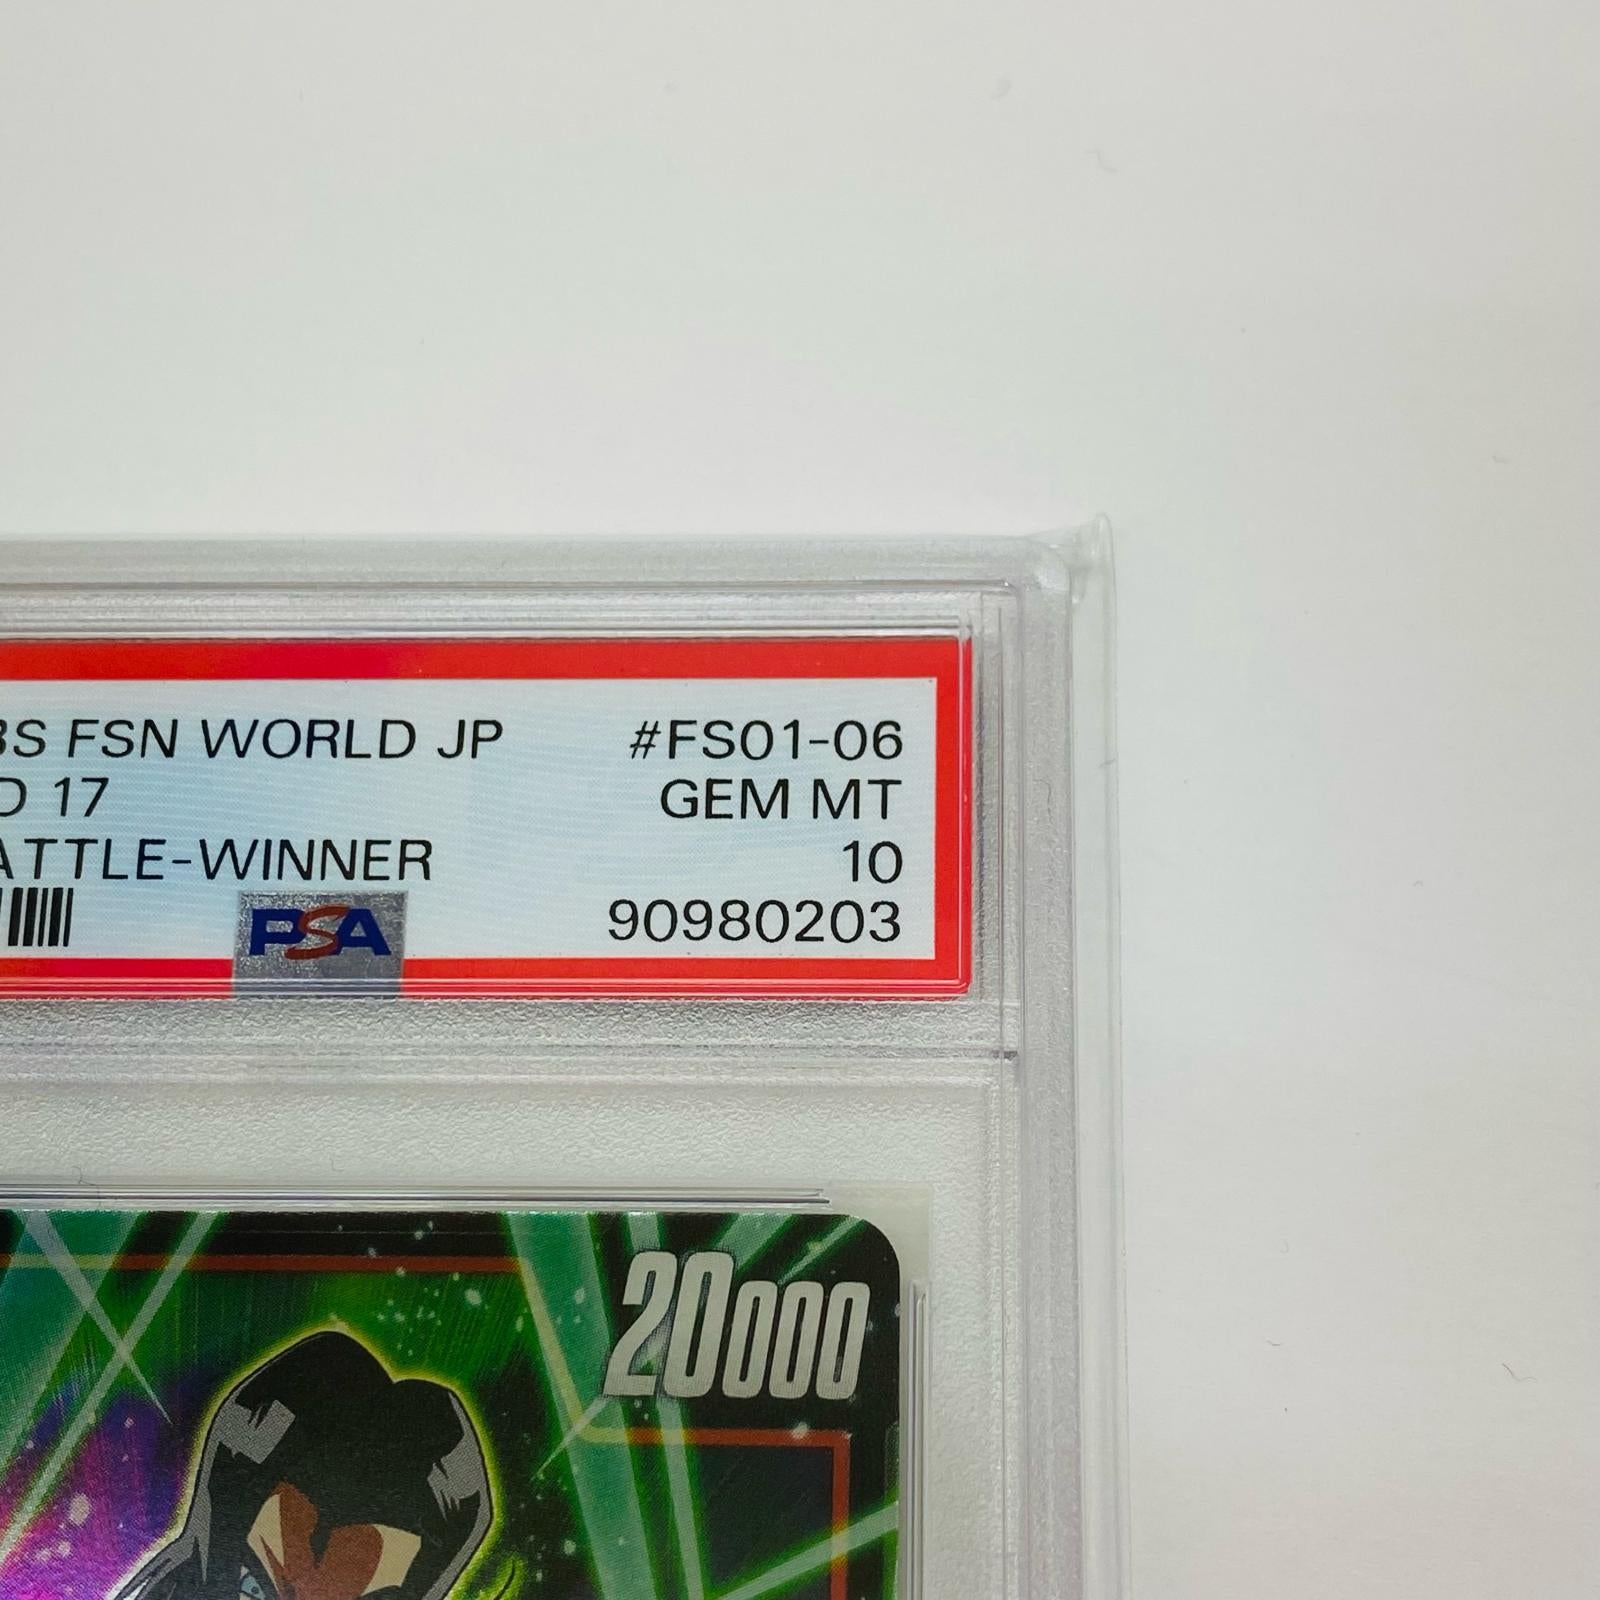 BS FSN WORLD JP #FS01-06
D 17 GEM MT
ATTLE-WINNER 10
PSA 90980203
20000